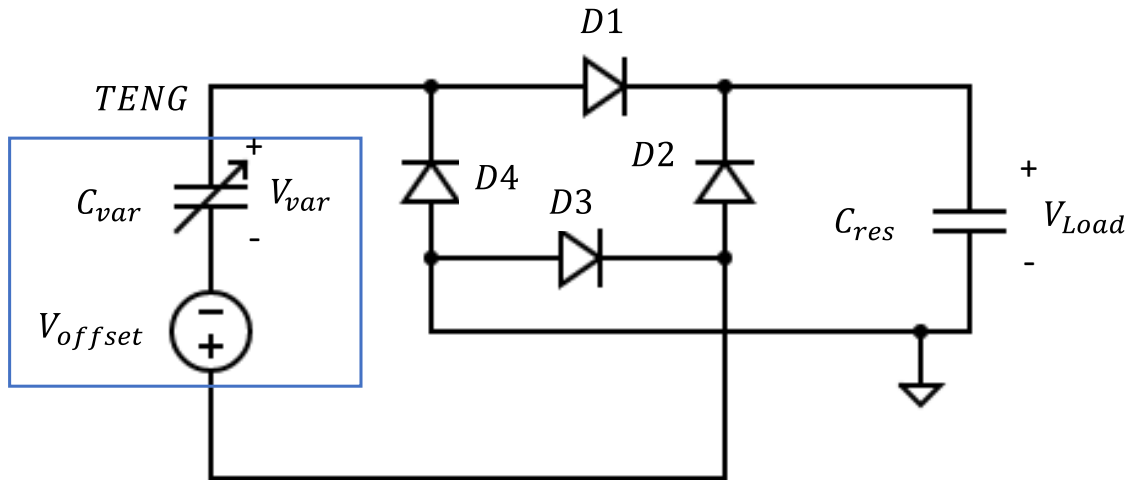 D1
TENG
+
D2
D4
C_var
V_var
D3
+
-
C_res
V_Load
V_offset
-
-
+